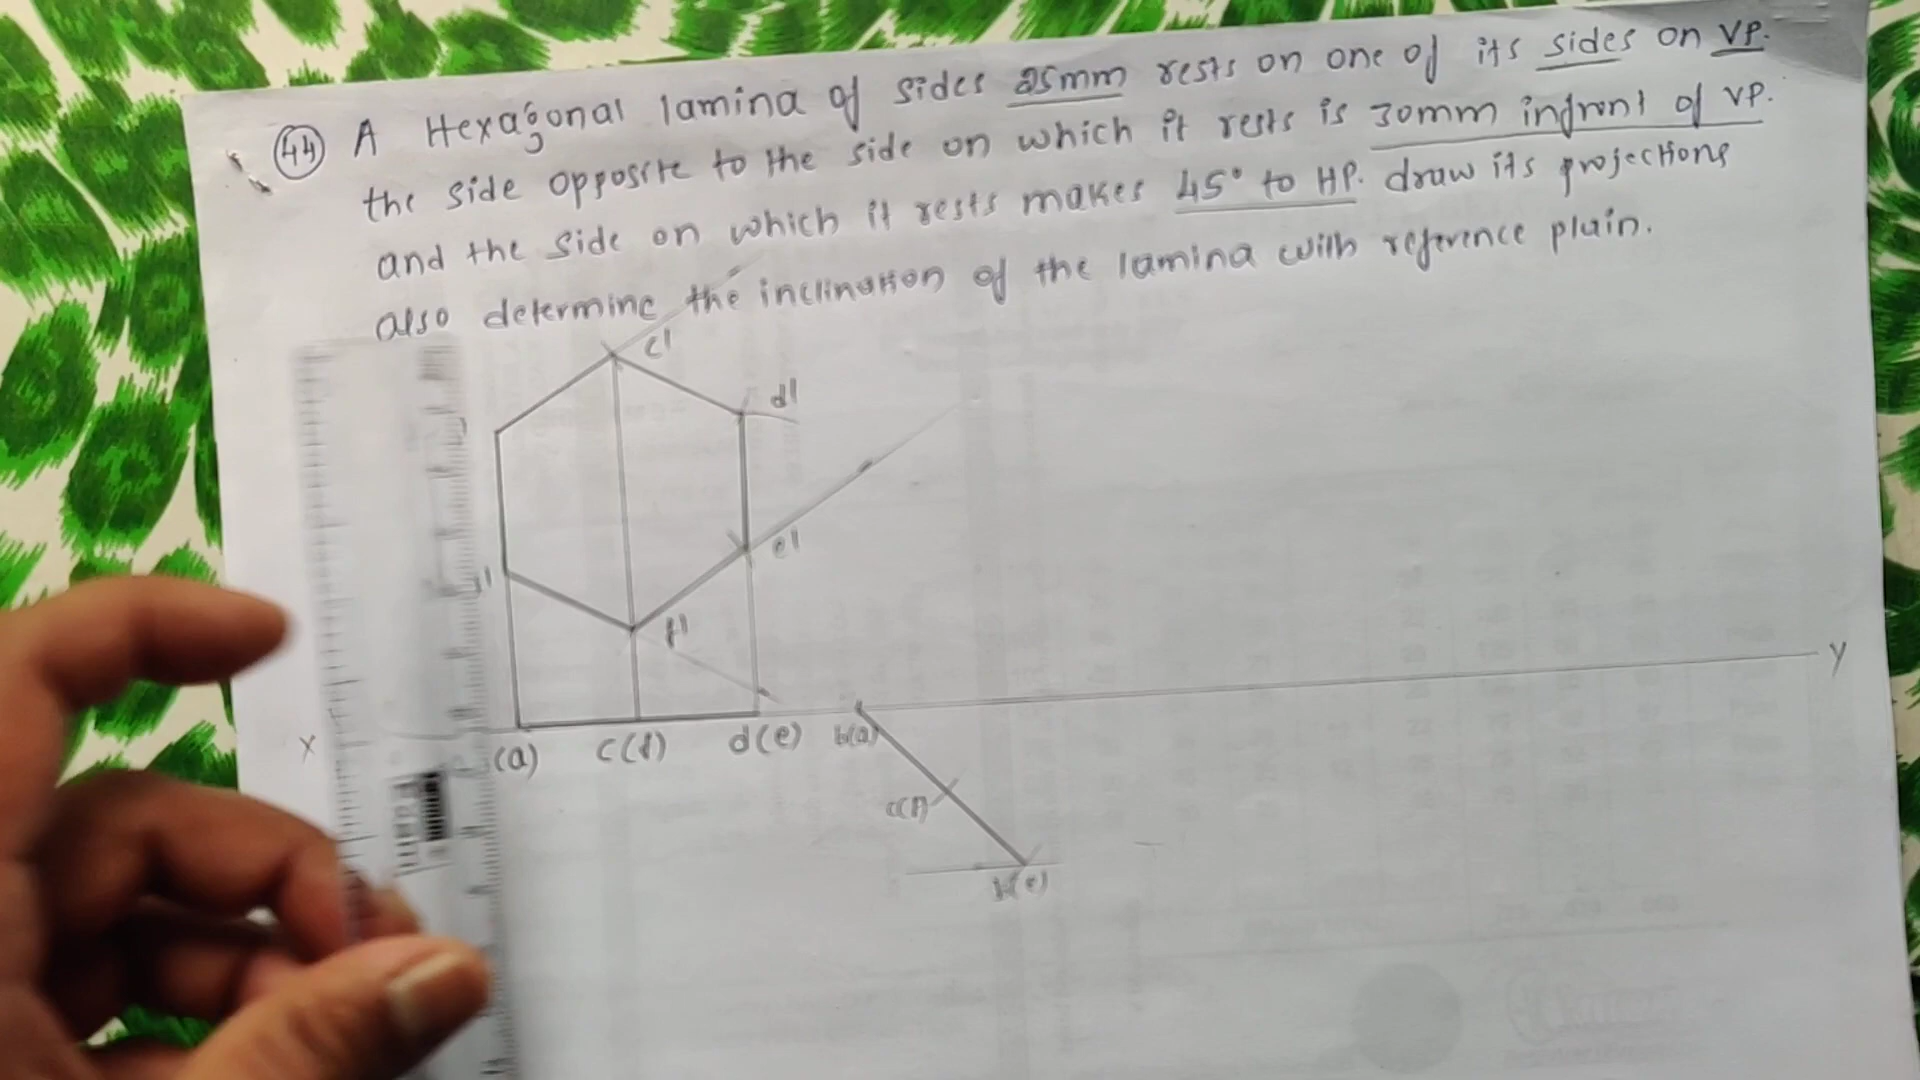 44 A Hexagonal lamina of sides 25mm rests on one of its sides on VP.
the side opposite to the side on which it rests is 30mm infront of VP.
and the side on which it rests makes 45° to HP. draw its projections
also determine the inclination of the lamina with reference plain.
c'
d'
e'
f'
X
Y
(a) c(f) d(e) b(a)
c(f)